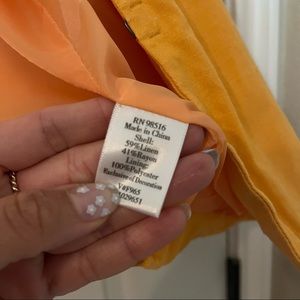 RN 98516
Made in China
Shell:
59%Linen
41%Rayon
Lining:
100%Polyester
Exclusive of Decoration